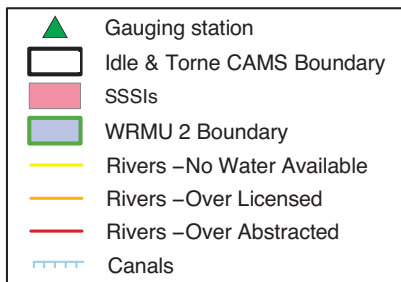 Gauging station
Idle & Torne CAMS Boundary
SSSIs
WRMU 2 Boundary
Rivers –No Water Available
Rivers –Over Licensed
Rivers –Over Abstracted
Canals